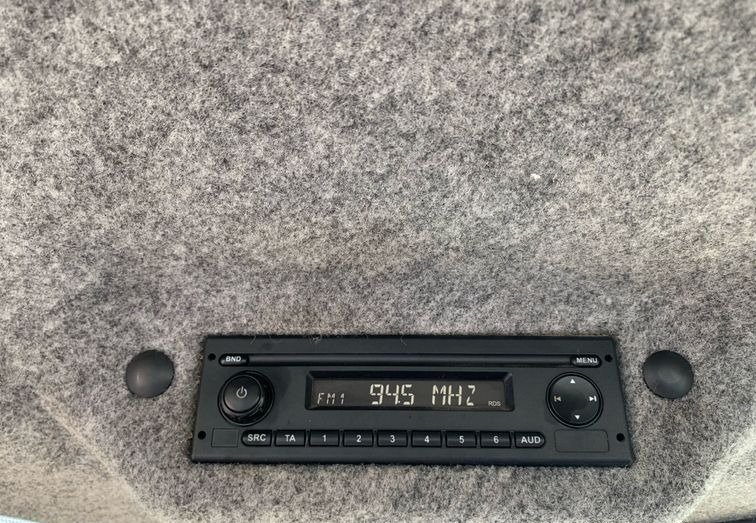 BND MENU
FM1 94.5 MHZ RDS
SRC TA 1 2 3 4 5 6 AUD